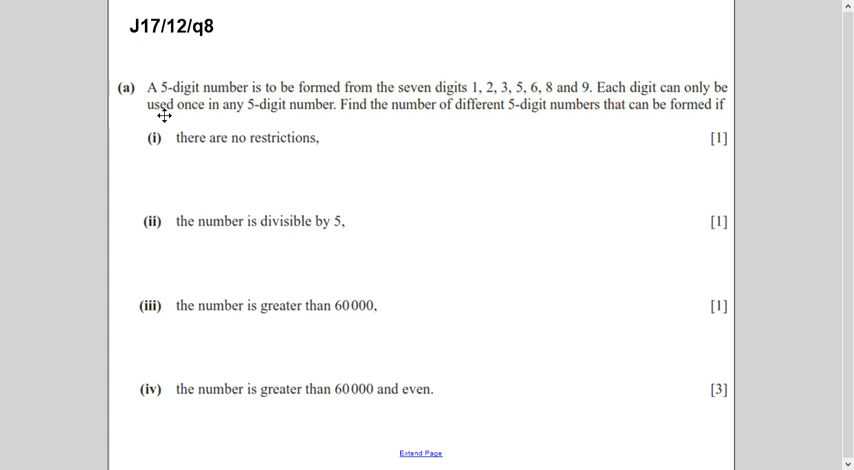 J17/12/q8
(a) A 5-digit number is to be formed from the seven digits 1, 2, 3, 5, 6, 8 and 9. Each digit can only be
used once in any 5-digit number. Find the number of different 5-digit numbers that can be formed if
(i) there are no restrictions, [1]
(ii) the number is divisible by 5, [1]
(iii) the number is greater than 60 000, [1]
(iv) the number is greater than 60 000 and even. [3]
Extend Page